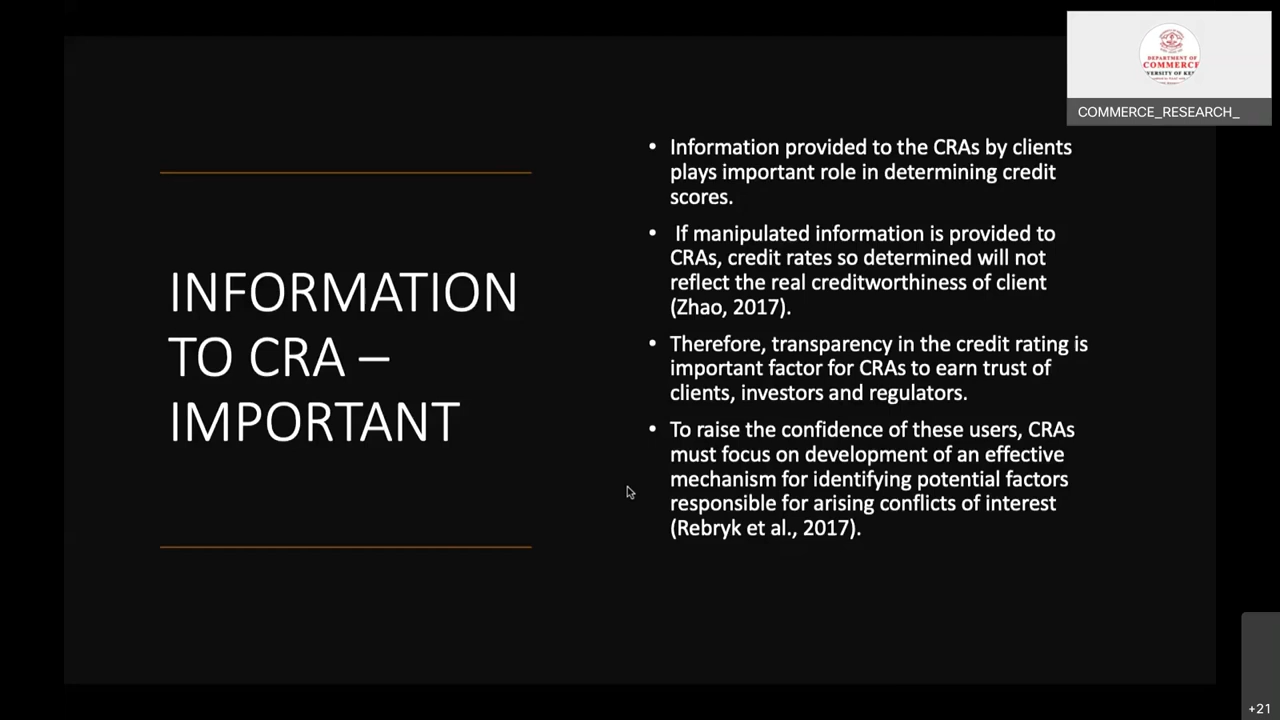 DEPARTMENT OF
COMMERCE
COMMERCE_RESEARCH_
INFORMATION
TO CRA –
IMPORTANT
• Information provided to the CRAs by clients
plays important role in determining credit
scores.
• If manipulated information is provided to
CRAs, credit rates so determined will not
reflect the real creditworthiness of client
(Zhao, 2017).
• Therefore, transparency in the credit rating is
important factor for CRAs to earn trust of
clients, investors and regulators.
• To raise the confidence of these users, CRAs
must focus on development of an effective
mechanism for identifying potential factors
responsible for arising conflicts of interest
(Rebryk et al., 2017).
+21